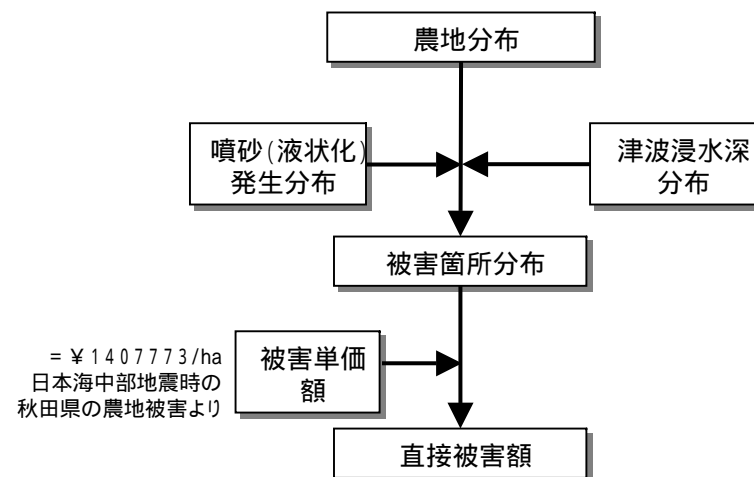 農地分布
噴砂(液状化)
発生分布
津波浸水深
分布
被害箇所分布
=￥1407773/ha
日本海中部地震時の
秋田県の農地被害より
被害単価
額
直接被害額